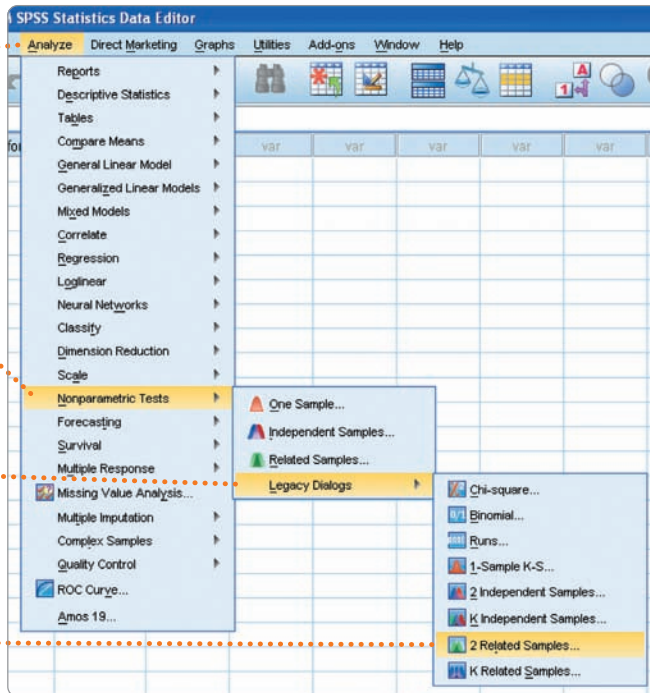 SPSS Statistics Data Editor
Analyze Direct Marketing Graphs Utilities Add-ons Window Help
Reports
Descriptive Statistics
Tables
Compare Means
var var var var var
General Linear Model
Generalized Linear Models
Mixed Models
Correlate
Regression
Loglinear
Neural Networks
Classify
Dimension Reduction
Scale
Nonparametric Tests
Forecasting
Survival
Multiple Response
Missing Value Analysis...
Multiple Imputation
Complex Samples
Quality Control
ROC Curve...
Amos 19...
One Sample...
Independent Samples...
Related Samples...
Legacy Dialogs
Chi-square...
Binomial...
Runs...
1-Sample K-S...
2 Independent Samples...
K Independent Samples...
2 Related Samples...
K Related Samples...